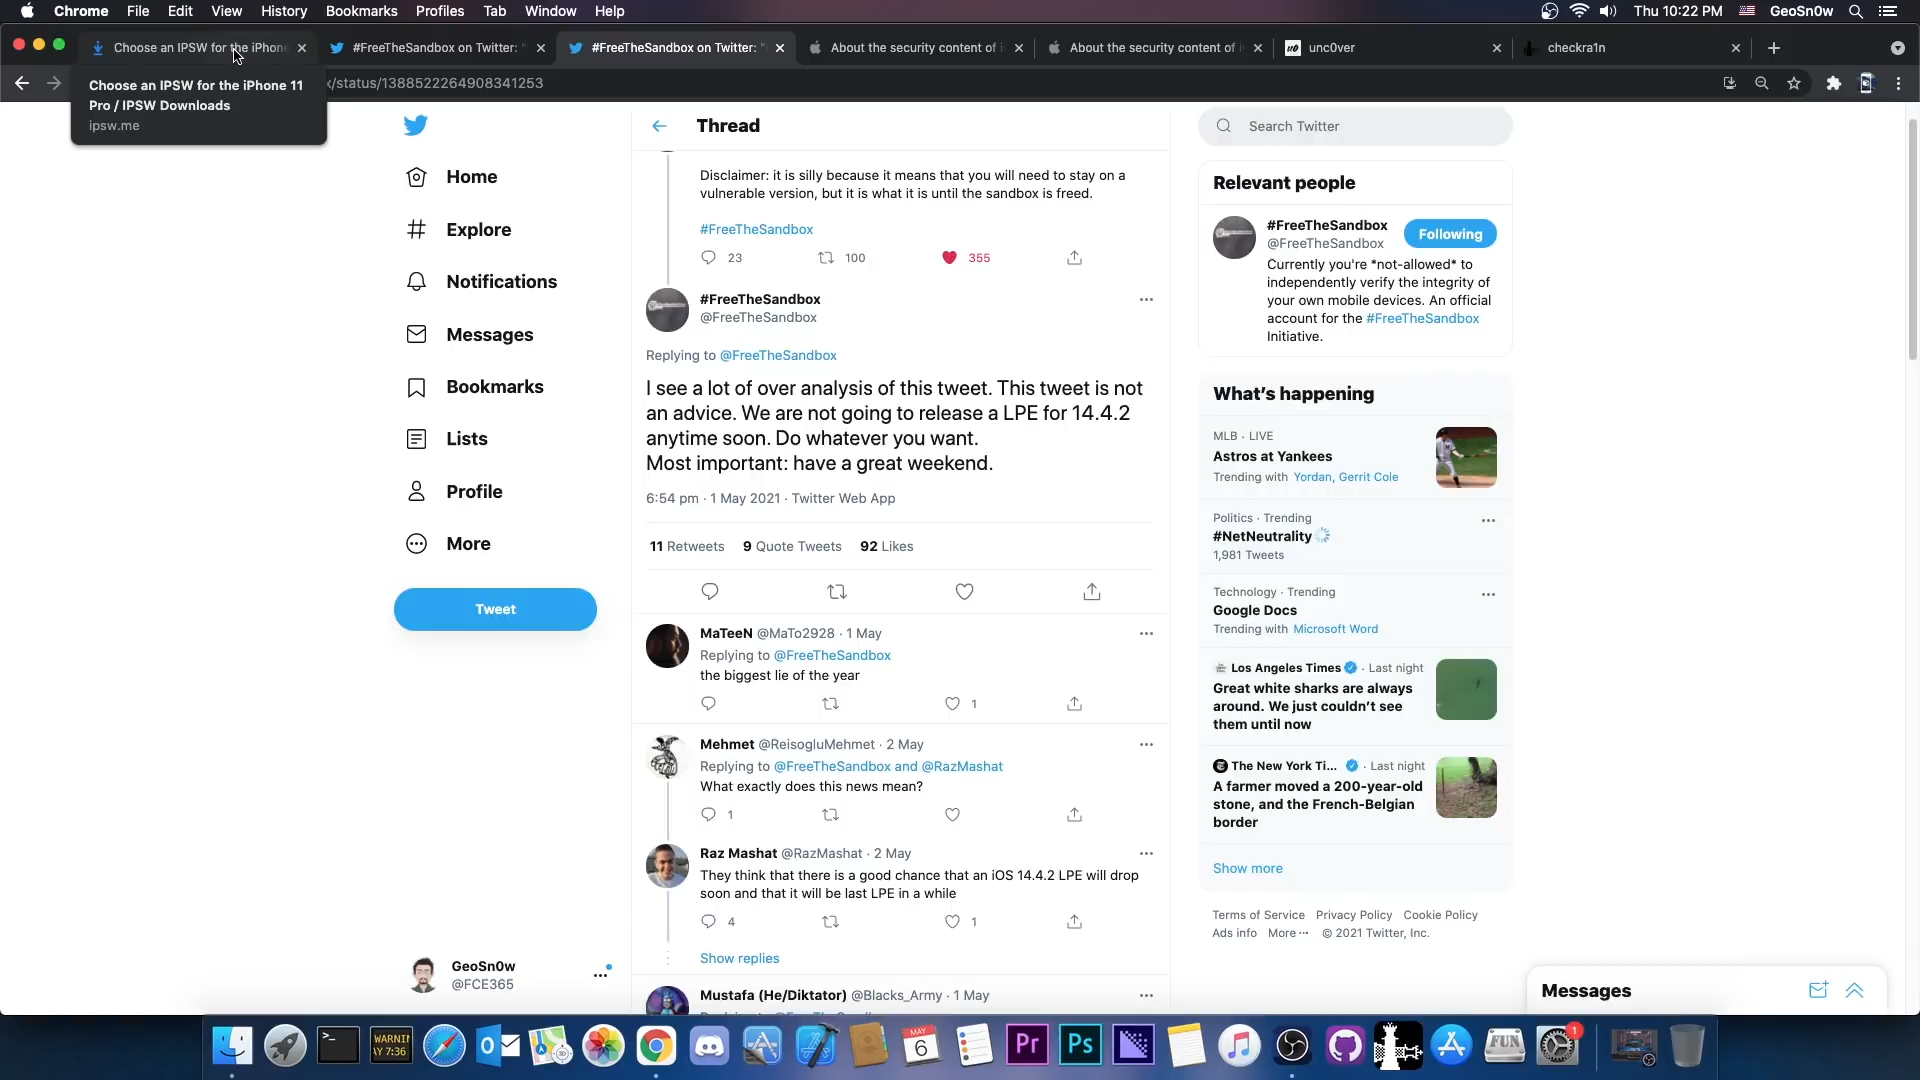 Chrome File Edit View History Bookmarks Profiles Tab Window Help
Thu 10:22 PM GeoSn0w
Choose an IPSW for the iPhone
#FreeTheSandbox on Twitter: "
#FreeTheSandbox on Twitter: "
About the security content of i
About the security content of i
unc0ver
checkra1n
/status/1388522264908341253
Choose an IPSW for the iPhone 11
Pro / IPSW Downloads
ipsw.me
Home
Explore
Notifications
Messages
Bookmarks
Lists
Profile
More
Tweet
GeoSn0w
@FCE365
Thread
Disclaimer: it is silly because it means that you will need to stay on a
vulnerable version, but it is what it is until the sandbox is freed.
#FreeTheSandbox
23 100 355
#FreeTheSandbox
@FreeTheSandbox
Replying to @FreeTheSandbox
I see a lot of over analysis of this tweet. This tweet is not
an advice. We are not going to release a LPE for 14.4.2
anytime soon. Do whatever you want.
Most important: have a great weekend.
6:54 pm · 1 May 2021 · Twitter Web App
11 Retweets 9 Quote Tweets 92 Likes
MaTeeN @MaTo2928 · 1 May
Replying to @FreeTheSandbox
the biggest lie of the year
1
Mehmet @ReisogluMehmet · 2 May
Replying to @FreeTheSandbox and @RazMashat
What exactly does this news mean?
1
Raz Mashat @RazMashat · 2 May
They think that there is a good chance that an iOS 14.4.2 LPE will drop
soon and that it will be last LPE in a while
4 1
Show replies
Mustafa (He/Diktator) @Blacks_Army · 1 May
Search Twitter
Relevant people
#FreeTheSandbox
@FreeTheSandbox
Following
Currently you're *not-allowed* to
independently verify the integrity of
your own mobile devices. An official
account for the #FreeTheSandbox
Initiative.
What's happening
MLB · LIVE
Astros at Yankees
Trending with Yordan, Gerrit Cole
Politics · Trending
#NetNeutrality
1,981 Tweets
Technology · Trending
Google Docs
Trending with Microsoft Word
Los Angeles Times · Last night
Great white sharks are always
around. We just couldn't see
them until now
The New York Ti... · Last night
A farmer moved a 200-year-old
stone, and the French-Belgian
border
Show more
Terms of Service Privacy Policy Cookie Policy
Ads info More © 2021 Twitter, Inc.
Messages
WARNIN
AY 7:36
MAY
6
Pr
Ps
FUN
1